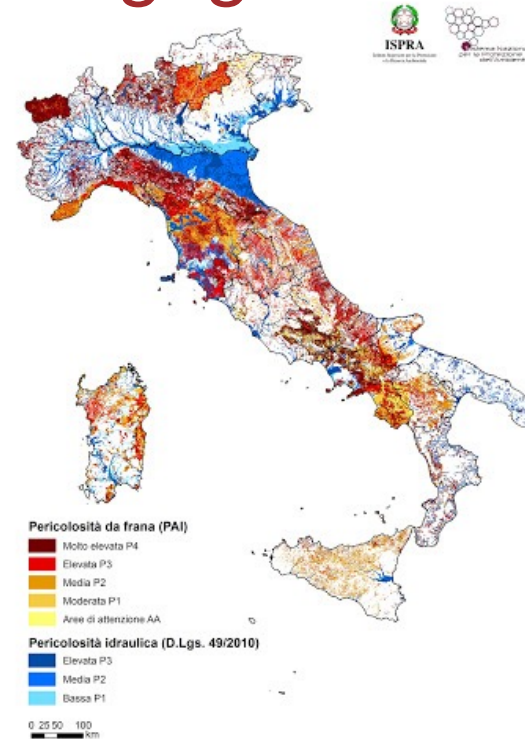 ISPRA
Pericolosità da frana (PAI)
Molto elevata P4
Elevata P3
Media P2
Moderata P1
Aree di attenzione AA
Pericolosità idraulica (D.Lgs. 49/2010)
Elevata P3
Media P2
Bassa P1
0 25 50 100
km